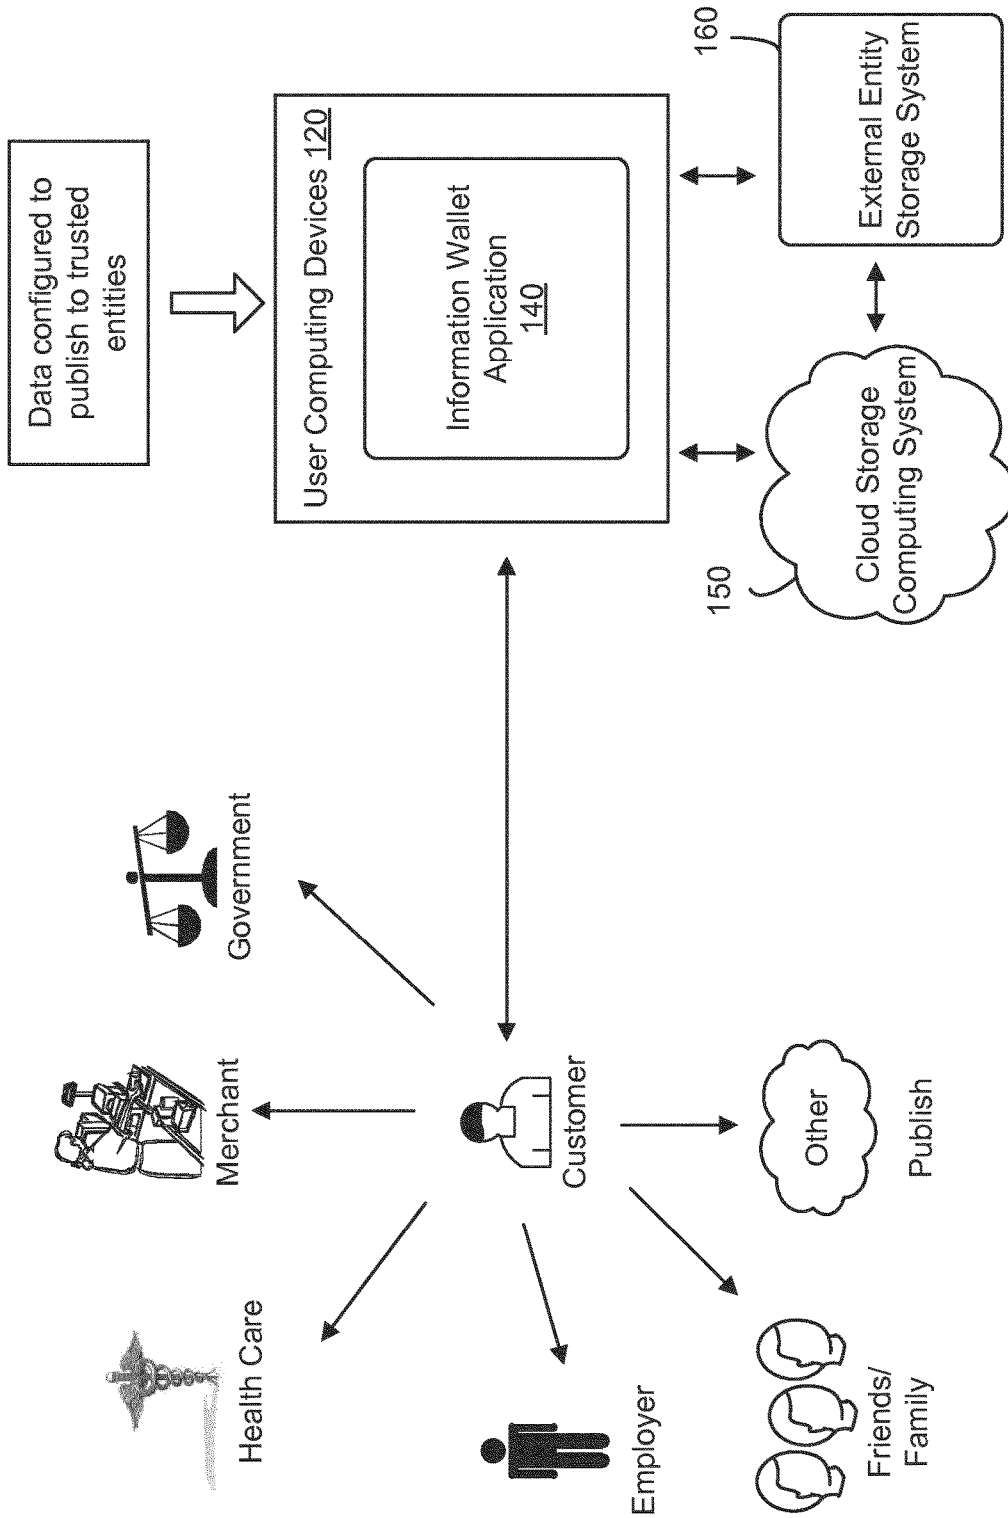 Health Care
Merchant
Government
Data configured to
publish to trusted
entities
Employer
Customer
User Computing Devices 120
Information Wallet
Application
140
Friends/
Family
Other
Publish
150
Cloud Storage
Computing System
160
External Entity
Storage System